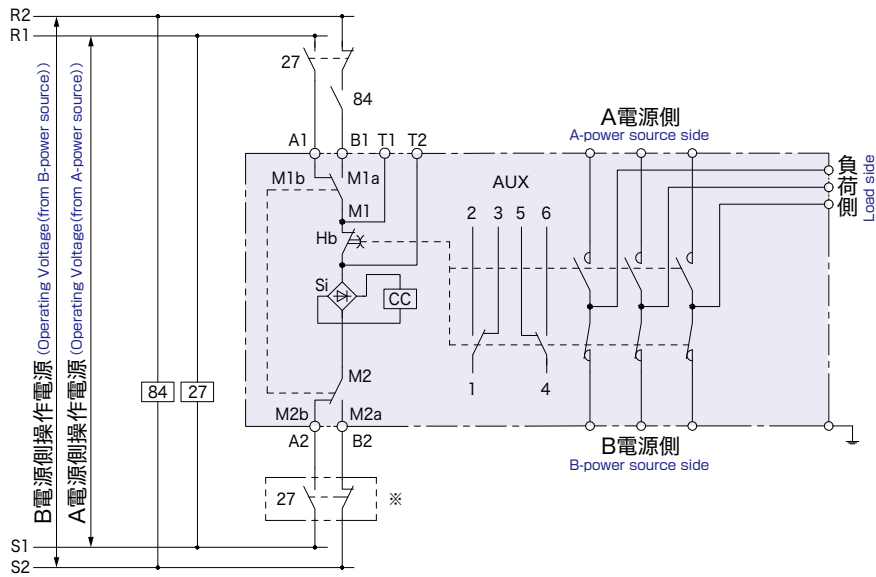 R2
R1
27
84
A電源側
A-power source side
A1
B1
T1
T2
M1b
M1a
M1
Hb
Si
CC
AUX
2
3
5
6
1
4
負荷側
Load side
B電源側操作電源 (Operating Voltage(from B-power source))
A電源側操作電源 (Operating Voltage(from A-power source))
84
27
M2
M2b
M2a
A2
B2
B電源側
B-power source side
27
※
S1
S2